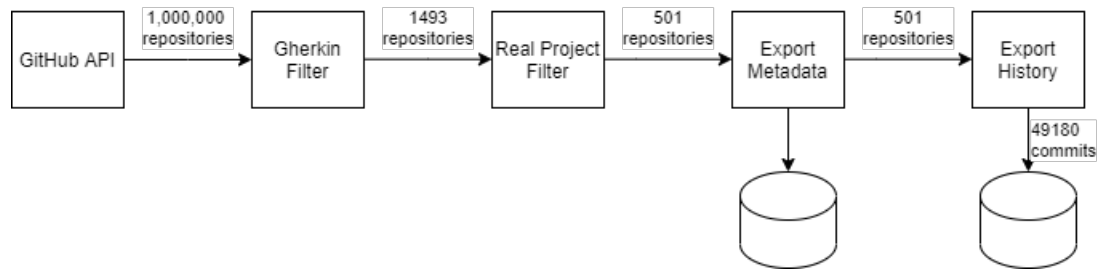 GitHub API
1,000,000
repositories
Gherkin
Filter
1493
repositories
Real Project
Filter
501
repositories
Export
Metadata
501
repositories
Export
History
49180
commits